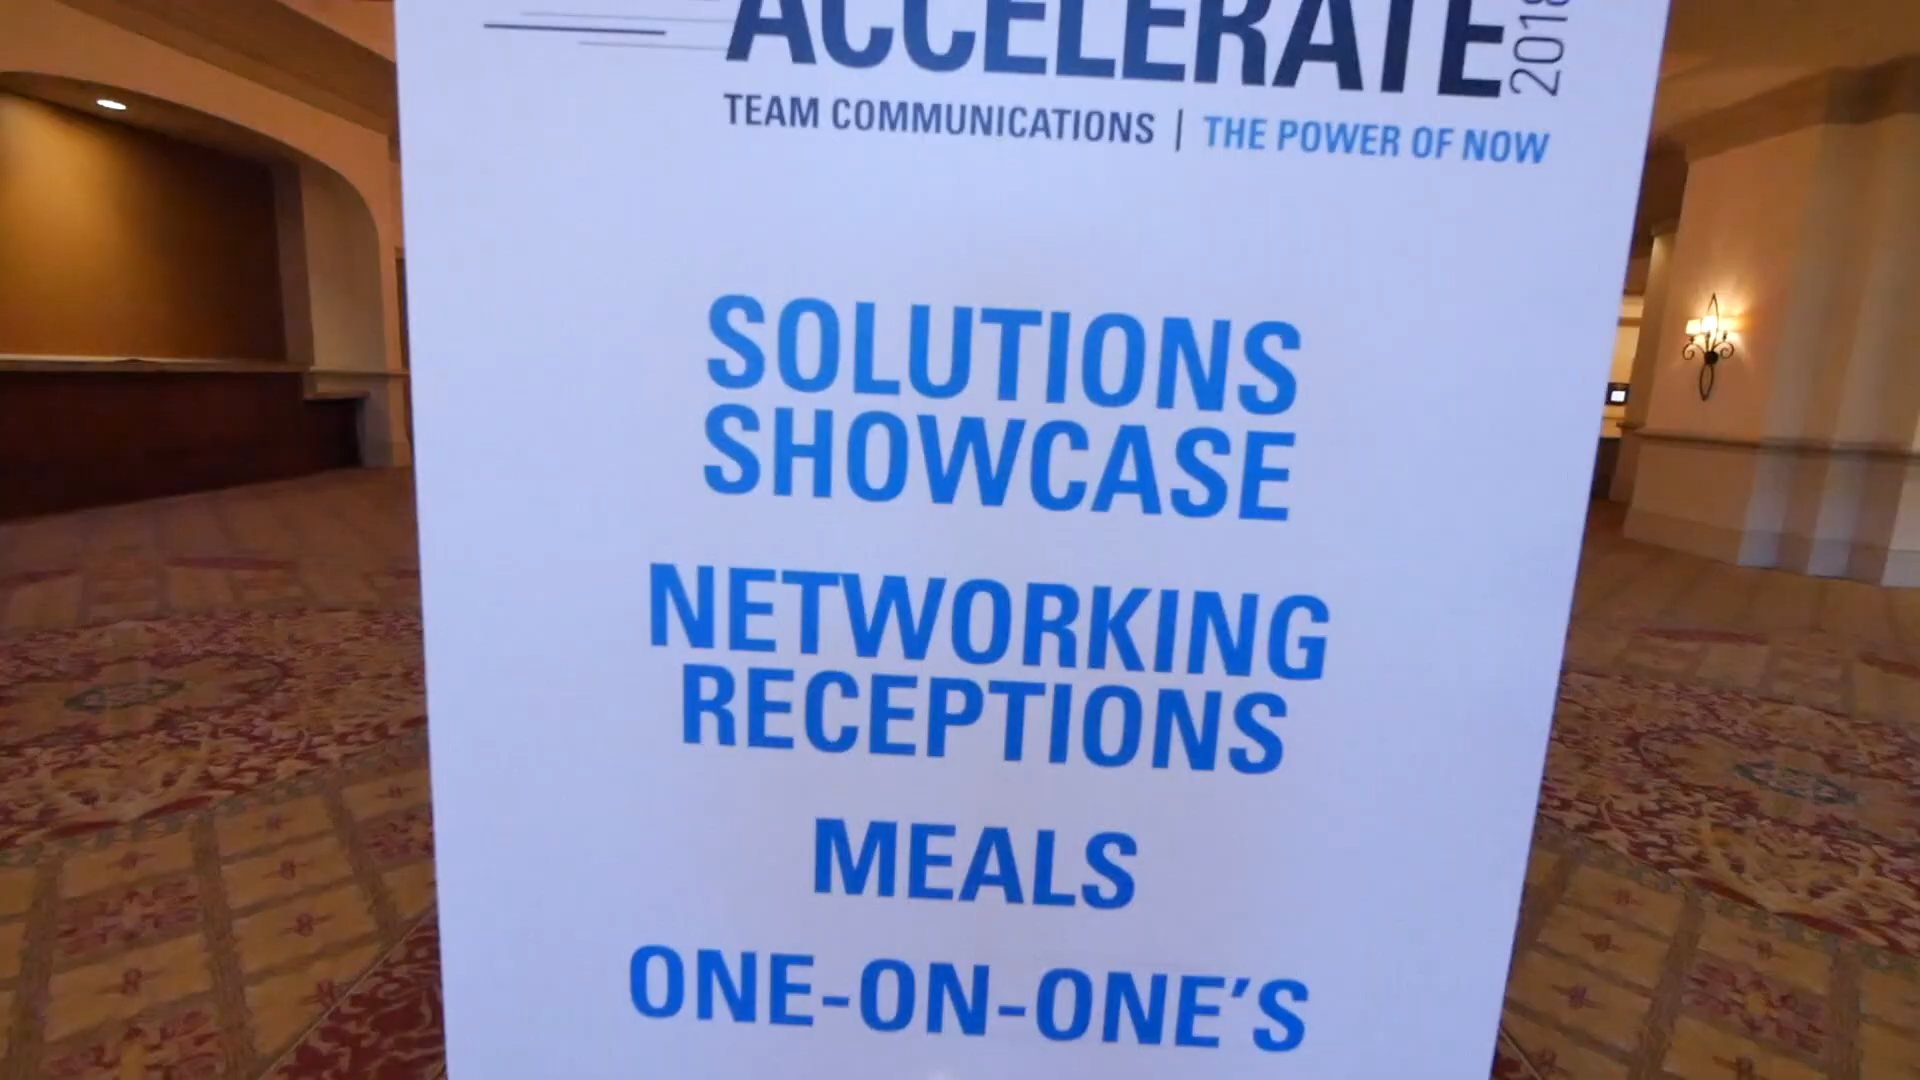 ACCELERATE 2018
TEAM COMMUNICATIONS | THE POWER OF NOW
SOLUTIONS
SHOWCASE
NETWORKING
RECEPTIONS
MEALS
ONE-ON-ONE'S